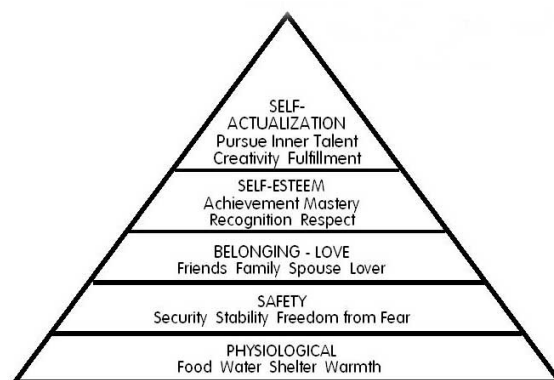 SELF-
ACTUALIZATION
Pursue Inner Talent
Creativity Fulfillment
SELF-ESTEEM
Achievement Mastery
Recognition Respect
BELONGING - LOVE
Friends Family Spouse Lover
SAFETY
Security Stability Freedom from Fear
PHYSIOLOGICAL
Food Water Shelter Warmth